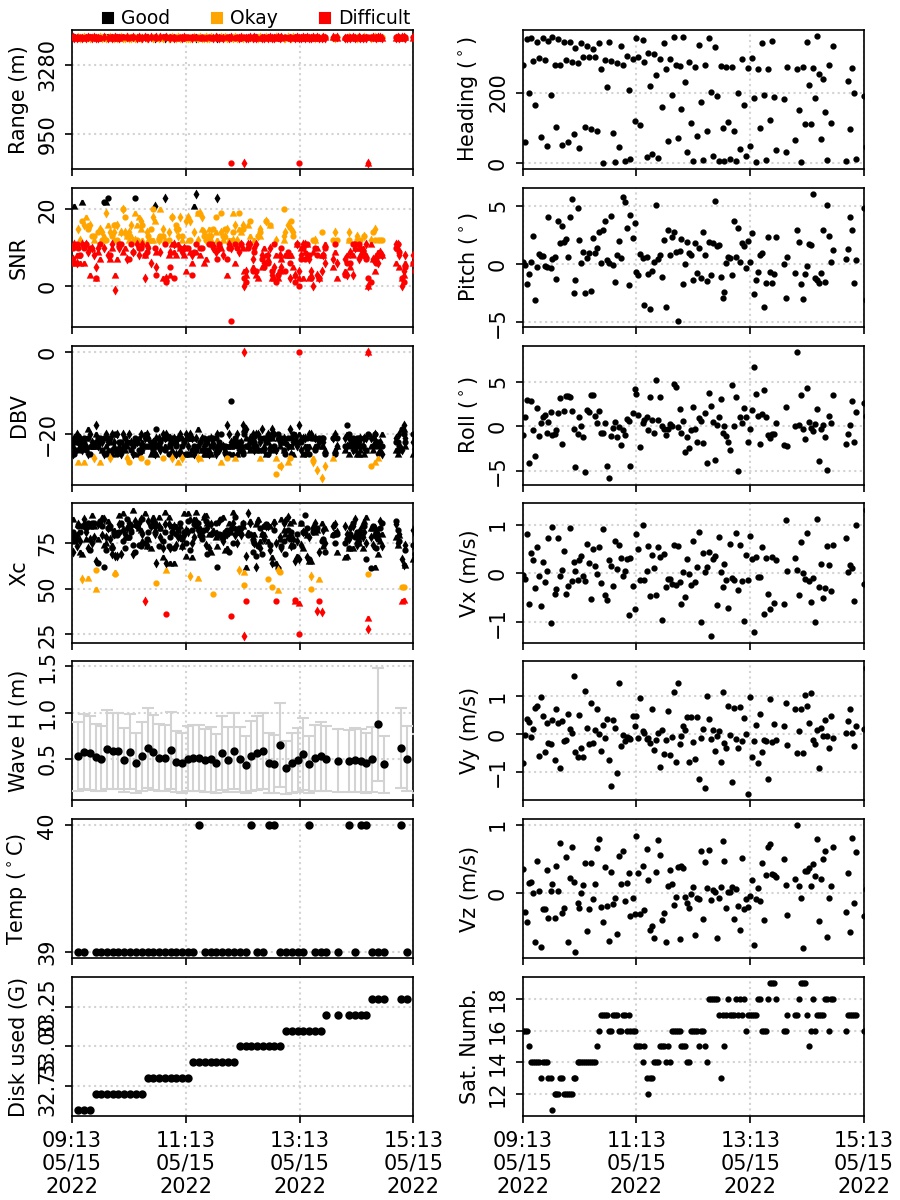 Good Okay Difficult
Range (m)
3280
950
Heading (°)
200
0
SNR
20
0
Pitch (°)
5
0
−5
DBV
0
−20
Roll (°)
5
0
−5
Xc
75
50
25
Vx (m/s)
1
0
−1
Wave H (m)
1.5
1.0
0.5
Vy (m/s)
1
0
−1
Temp (°C)
40
39
Vz (m/s)
1
0
Disk used (G)
32.75
Sat. Numb.
18
16
14
12
09:13 11:13 13:13 15:13
05/15 05/15 05/15 05/15
2022 2022 2022 2022
09:13 11:13 13:13 15:13
05/15 05/15 05/15 05/15
2022 2022 2022 2022